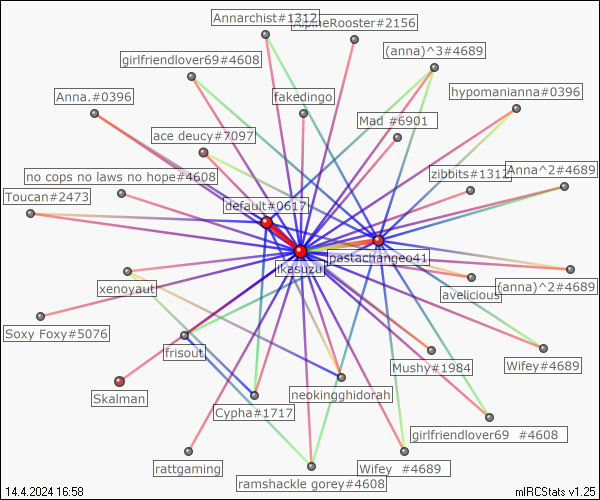 Annarchist#1312
AlpineRooster#2156
(anna)^3#4689
girlfriendlover69#4608
hypomanianna#0396
Anna.#0396
fakedingo
Mad #6901
ace deucy#7097
no cops no laws no hope#4608
zibbits#1312
Anna^2#4689
Toucan#2473
default#0617
pastachangeo41
ikasuzu
xenoyaut
avelicious
(anna)^2#4689
Soxy Foxy#5076
frisout
Mushy#1984
Wifey#4689
Skalman
Cypha#1717
neokingghidorah
girlfriendlover69 #4608
rattgaming
Wifey #4689
ramshackle gorey#4608
14.4.2024 16:58
mIRCStats v1.25